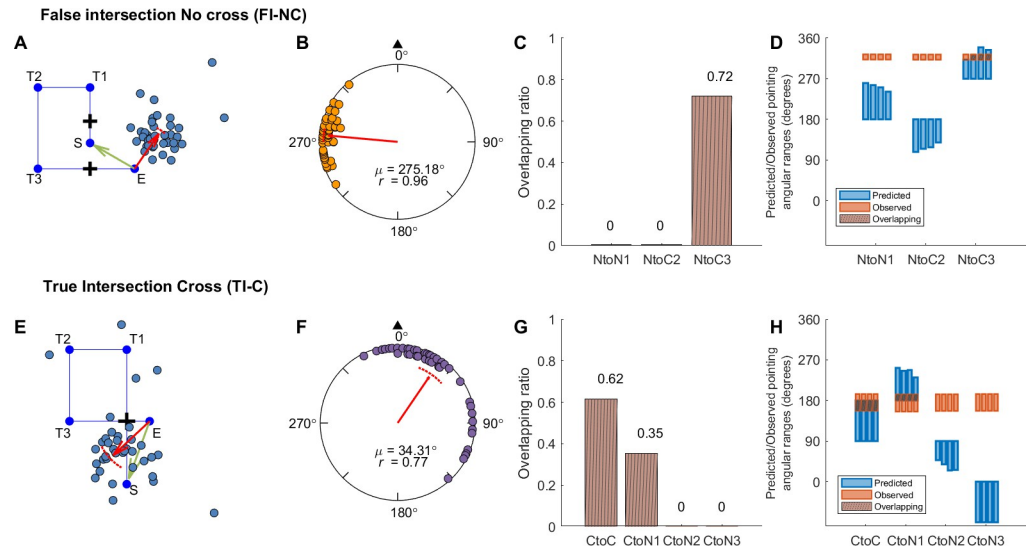 False intersection No cross (FI-NC)
A
T2
T1
S
T3
E
B
0°
90°
180°
270°
μ = 275.18°
r = 0.96
C
Overlapping ratio
1
0.8
0.6
0.4
0.2
0
0
0
0.72
NtoN1
NtoC2
NtoC3
D
Predicted/Observed pointing
angular ranges (degrees)
360
270
180
90
0
Predicted
Observed
Overlapping
NtoN1
NtoC2
NtoC3
True Intersection Cross (TI-C)
E
T2
T1
T3
E
S
F
0°
90°
180°
270°
μ = 34.31°
r = 0.77
G
Overlapping ratio
1
0.8
0.6
0.4
0.2
0
0.62
0.35
0
0
CtoC
CtoN1
CtoN2
CtoN3
H
Predicted/Observed pointing
angular ranges (degrees)
360
270
180
90
0
Predicted
Observed
Overlapping
CtoC
CtoN1
CtoN2
CtoN3